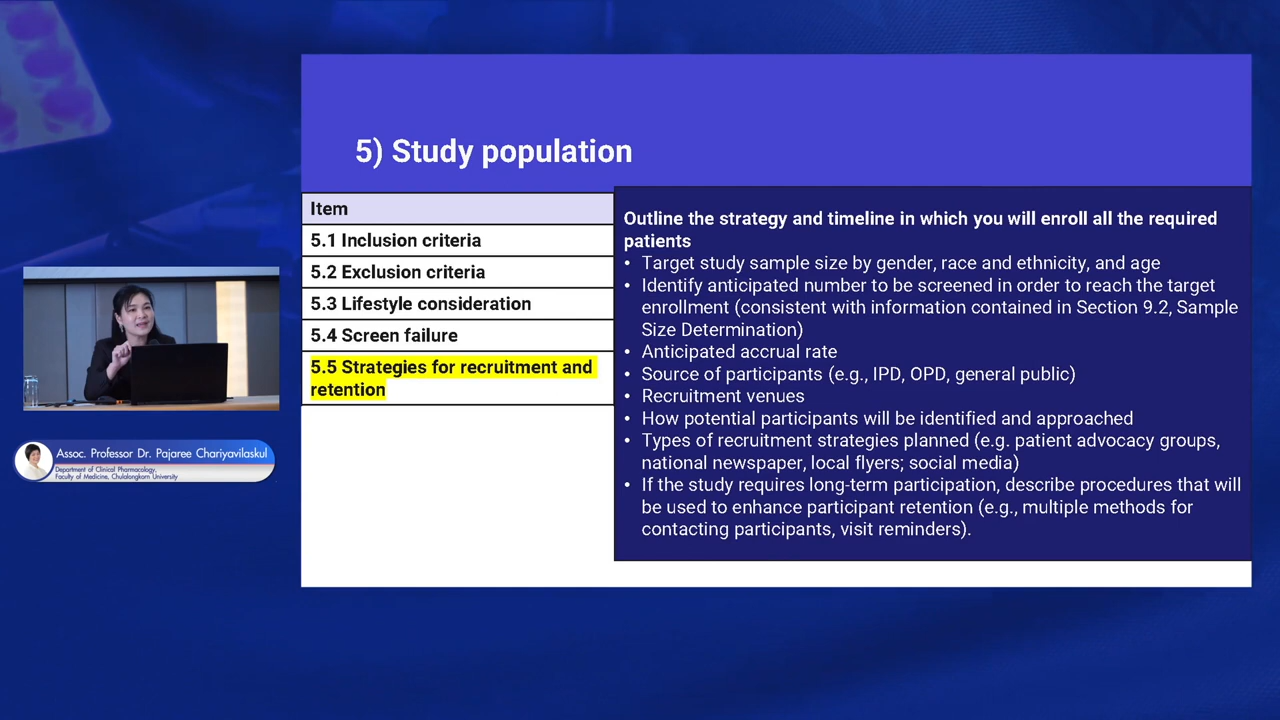 5) Study population
Item
5.1 Inclusion criteria
5.2 Exclusion criteria
5.3 Lifestyle consideration
5.4 Screen failure
5.5 Strategies for recruitment and
retention
Outline the strategy and timeline in which you will enroll all the required
patients
• Target study sample size by gender, race and ethnicity, and age
• Identify anticipated number to be screened in order to reach the target
enrollment (consistent with information contained in Section 9.2, Sample
Size Determination)
• Anticipated accrual rate
• Source of participants (e.g., IPD, OPD, general public)
• Recruitment venues
• How potential participants will be identified and approached
• Types of recruitment strategies planned (e.g. patient advocacy groups,
national newspaper, local flyers; social media)
• If the study requires long-term participation, describe procedures that will
be used to enhance participant retention (e.g., multiple methods for
contacting participants, visit reminders).
Assoc. Professor Dr. Pajaree Chariyavilaskul
Department of Clinical Pharmacology,
Faculty of Medicine, Chulalongkorn University